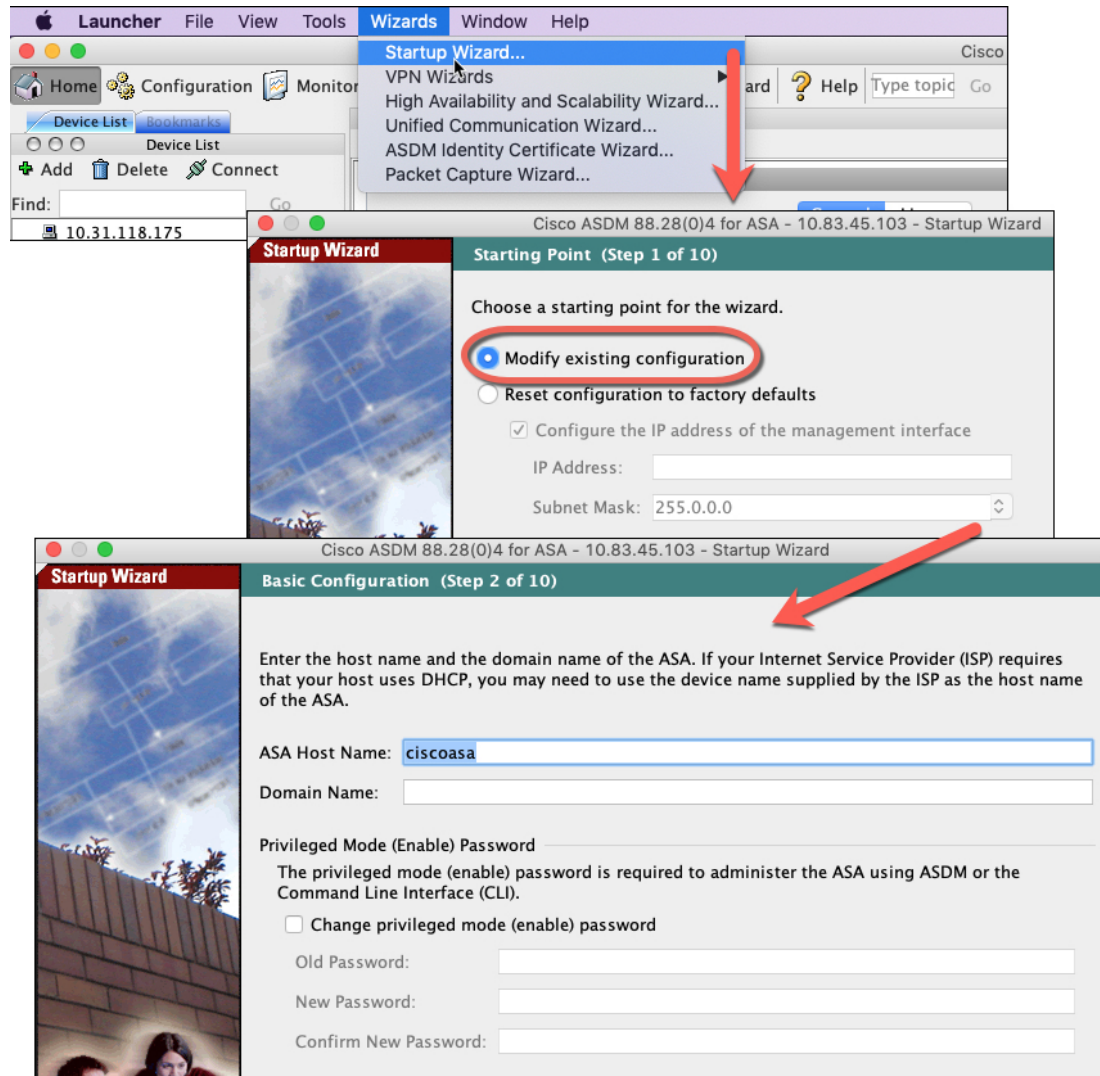 Launcher File View Tools Wizards Window Help
Startup Wizard...
VPN Wizards
High Availability and Scalability Wizard...
Unified Communication Wizard...
ASDM Identity Certificate Wizard...
Packet Capture Wizard...
Cisco
Home Configuration Monitor ard Help Type topic Go
Device List Bookmarks
Device List
Add Delete Connect
Find: Go
10.31.118.175
Cisco ASDM 88.28(0)4 for ASA - 10.83.45.103 - Startup Wizard
Startup Wizard
Starting Point (Step 1 of 10)
Choose a starting point for the wizard.
Modify existing configuration
Reset configuration to factory defaults
Configure the IP address of the management interface
IP Address:
Subnet Mask: 255.0.0.0
Cisco ASDM 88.28(0)4 for ASA - 10.83.45.103 - Startup Wizard
Startup Wizard
Basic Configuration (Step 2 of 10)
Enter the host name and the domain name of the ASA. If your Internet Service Provider (ISP) requires
that your host uses DHCP, you may need to use the device name supplied by the ISP as the host name
of the ASA.
ASA Host Name: ciscoasa
Domain Name:
Privileged Mode (Enable) Password
The privileged mode (enable) password is required to administer the ASA using ASDM or the
Command Line Interface (CLI).
Change privileged mode (enable) password
Old Password:
New Password:
Confirm New Password: